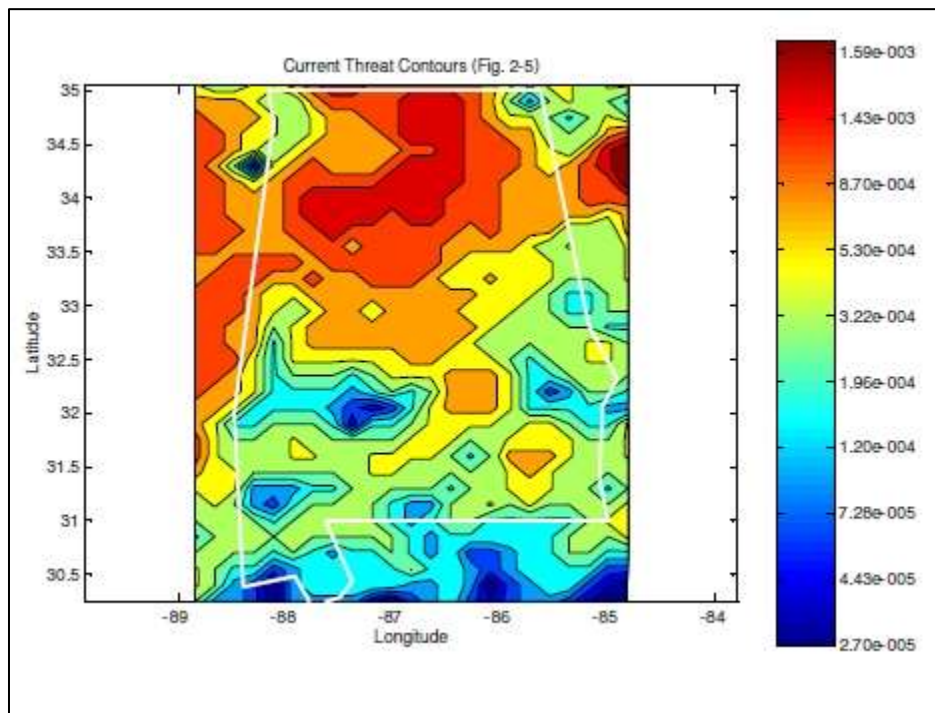 Current Threat Contours (Fig. 2-5)
35
34.5
34
33.5
33
32.5
32
31.5
31
30.5
Latitude
-89
-88
-87
-86
-85
-84
Longitude
1.59e-003
1.43e-003
8.70e-004
5.30e-004
3.22e-004
1.96e-004
1.20e-004
7.28e-005
4.43e-005
2.70e-005